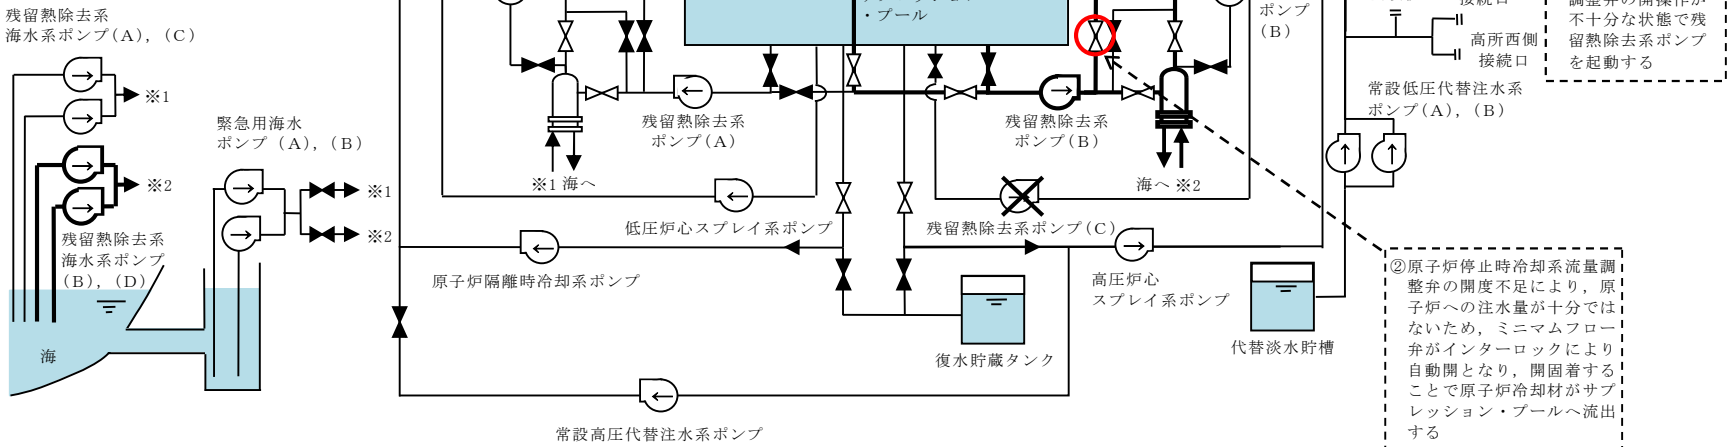 残留熱除去系
海水系ポンプ(A)，(C)
※1
緊急用海水
ポンプ（A)，(B)
※2
※1
※2
残留熱除去系
海水系ポンプ
(B)，(D)
海
・プール
残留熱除去系
ポンプ(A)
※1 海へ
低圧炉心スプレイ系ポンプ
原子炉隔離時冷却系ポンプ
常設高圧代替注水系ポンプ
残留熱除去系
ポンプ(B)
海へ ※2
残留熱除去系ポンプ(C)
高圧炉心
スプレイ系ポンプ
復水貯蔵タンク
ポンプ
(B)
接続口
高所西側
接続口
常設低圧代替注水系
ポンプ(A)，(B)
代替淡水貯槽
調整弁の開操作が
不十分な状態で残
留熱除去系ポンプ
を起動する
②原子炉停止時冷却系流量調
整弁の開度不足により，原
子炉への注水量が十分では
ないため，ミニマムフロー
弁がインターロックにより
自動開となり，開固着する
ことで原子炉冷却材がサプ
レッション・プールへ流出
する